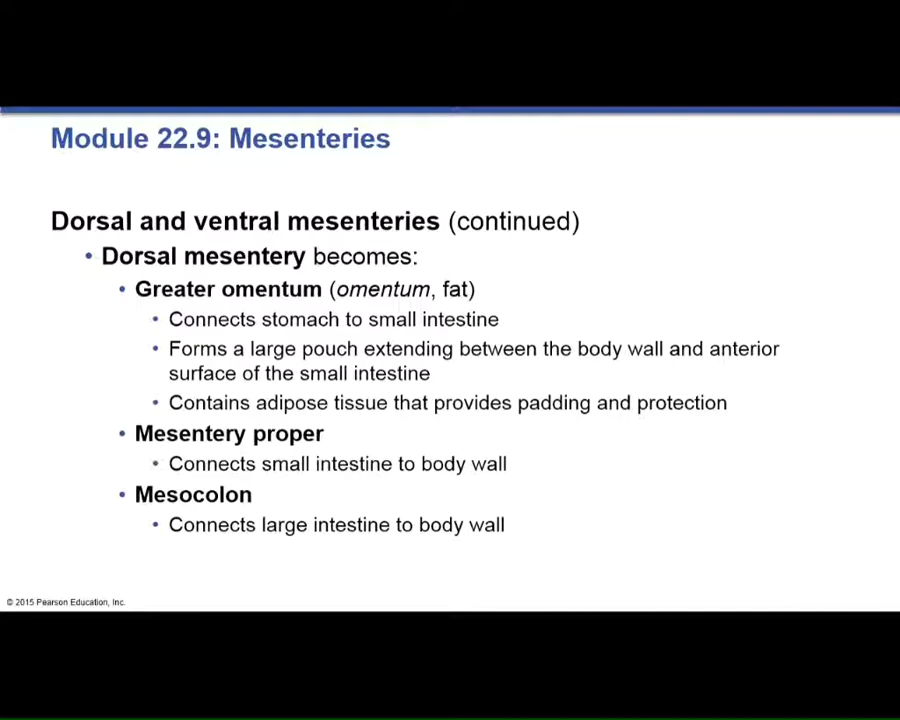 Module 22.9: Mesenteries
Dorsal and ventral mesenteries (continued)
• Dorsal mesentery becomes:
• Greater omentum (omentum, fat)
• Connects stomach to small intestine
• Forms a large pouch extending between the body wall and anterior
surface of the small intestine
• Contains adipose tissue that provides padding and protection
• Mesentery proper
• Connects small intestine to body wall
• Mesocolon
• Connects large intestine to body wall
© 2015 Pearson Education, Inc.